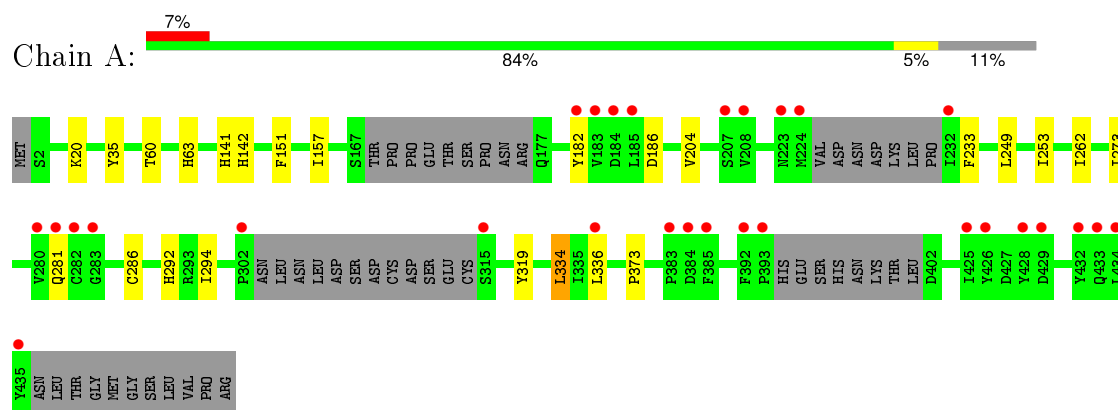 7%
Chain A:
84% 5% 11%
MET S2 K20 Y35 T60 H63 H141 H142 F151 I157 S167 THR PRO PRO GLU THR SER PRO ASN ARG Q177 Y182 V183 D184 L185 D186 V204 S207 V208 N223 M224 VAL ASP ASN ASP LYS LEU PRO I232 F233 L249 I253 I262 I273
V280 Q281 C282 G283 C286 H292 R293 I294 P302 ASN LEU ASN LEU ASP SER ASP CYS ASP SER GLU CYS S315 Y319 L334 I335 L336 P373 P383 D384 F385 F392 P393 HIS GLU SER HIS ASN LYS THR LEU D402 I425 Y426 D427 Y428 D429 Y432 Q433 L434
Y435 ASN LEU THR GLY MET GLY SER LEU VAL PRO ARG